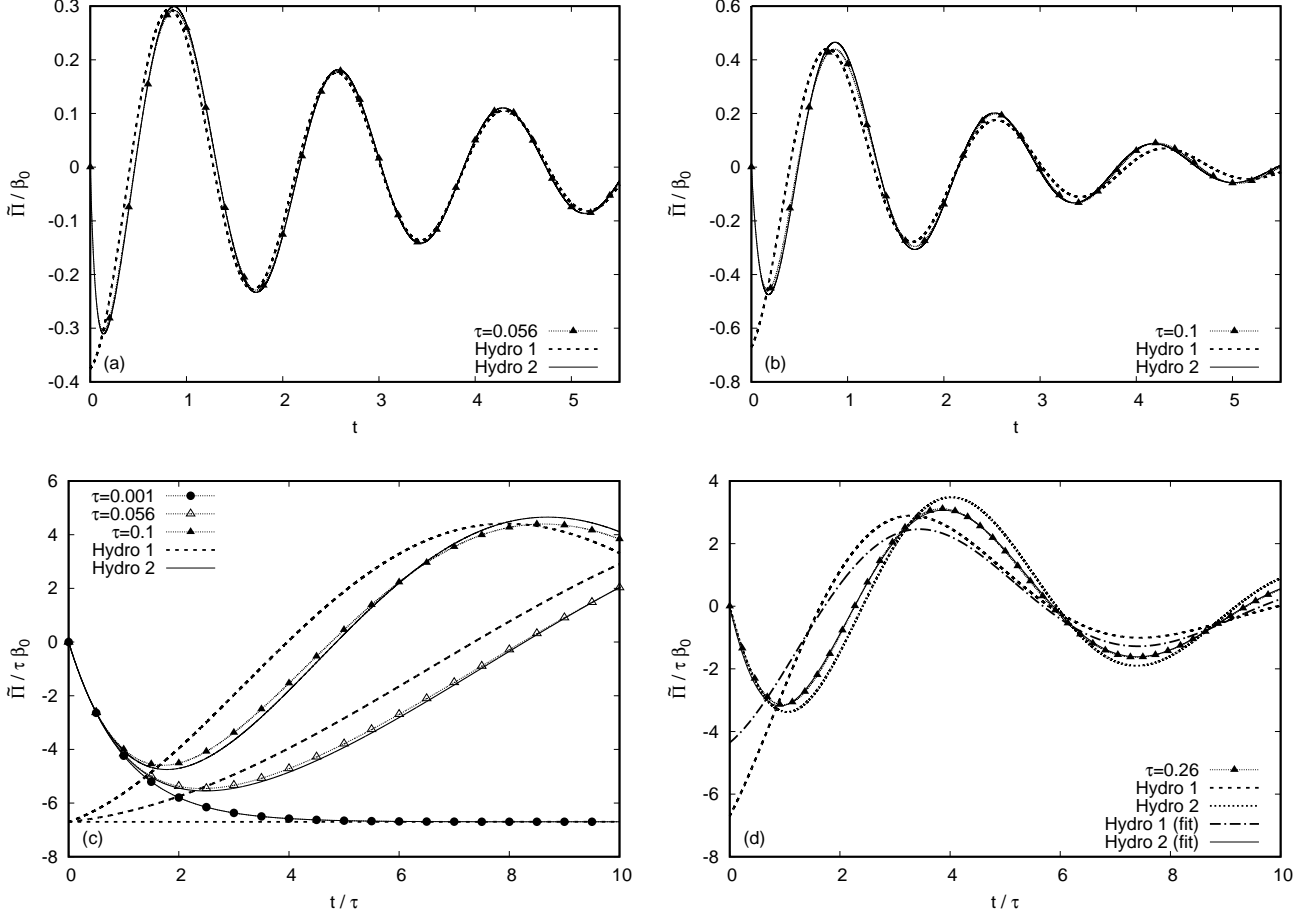 0.3
0.2
0.1
0
-0.1
-0.2
-0.3
-0.4
Π̃ / β₀
0 1 2 3 4 5
t
(a)
τ=0.056
Hydro 1
Hydro 2
0.6
0.4
0.2
0
-0.2
-0.4
-0.6
-0.8
Π̃ / β₀
0 1 2 3 4 5
t
(b)
τ=0.1
Hydro 1
Hydro 2
6
4
2
0
-2
-4
-6
-8
Π̃ / τ β₀
0 2 4 6 8 10
t / τ
(c)
τ=0.001
τ=0.056
τ=0.1
Hydro 1
Hydro 2
4
2
0
-2
-4
-6
-8
Π̃ / τ β₀
0 2 4 6 8 10
t / τ
(d)
τ=0.26
Hydro 1
Hydro 2
Hydro 1 (fit)
Hydro 2 (fit)